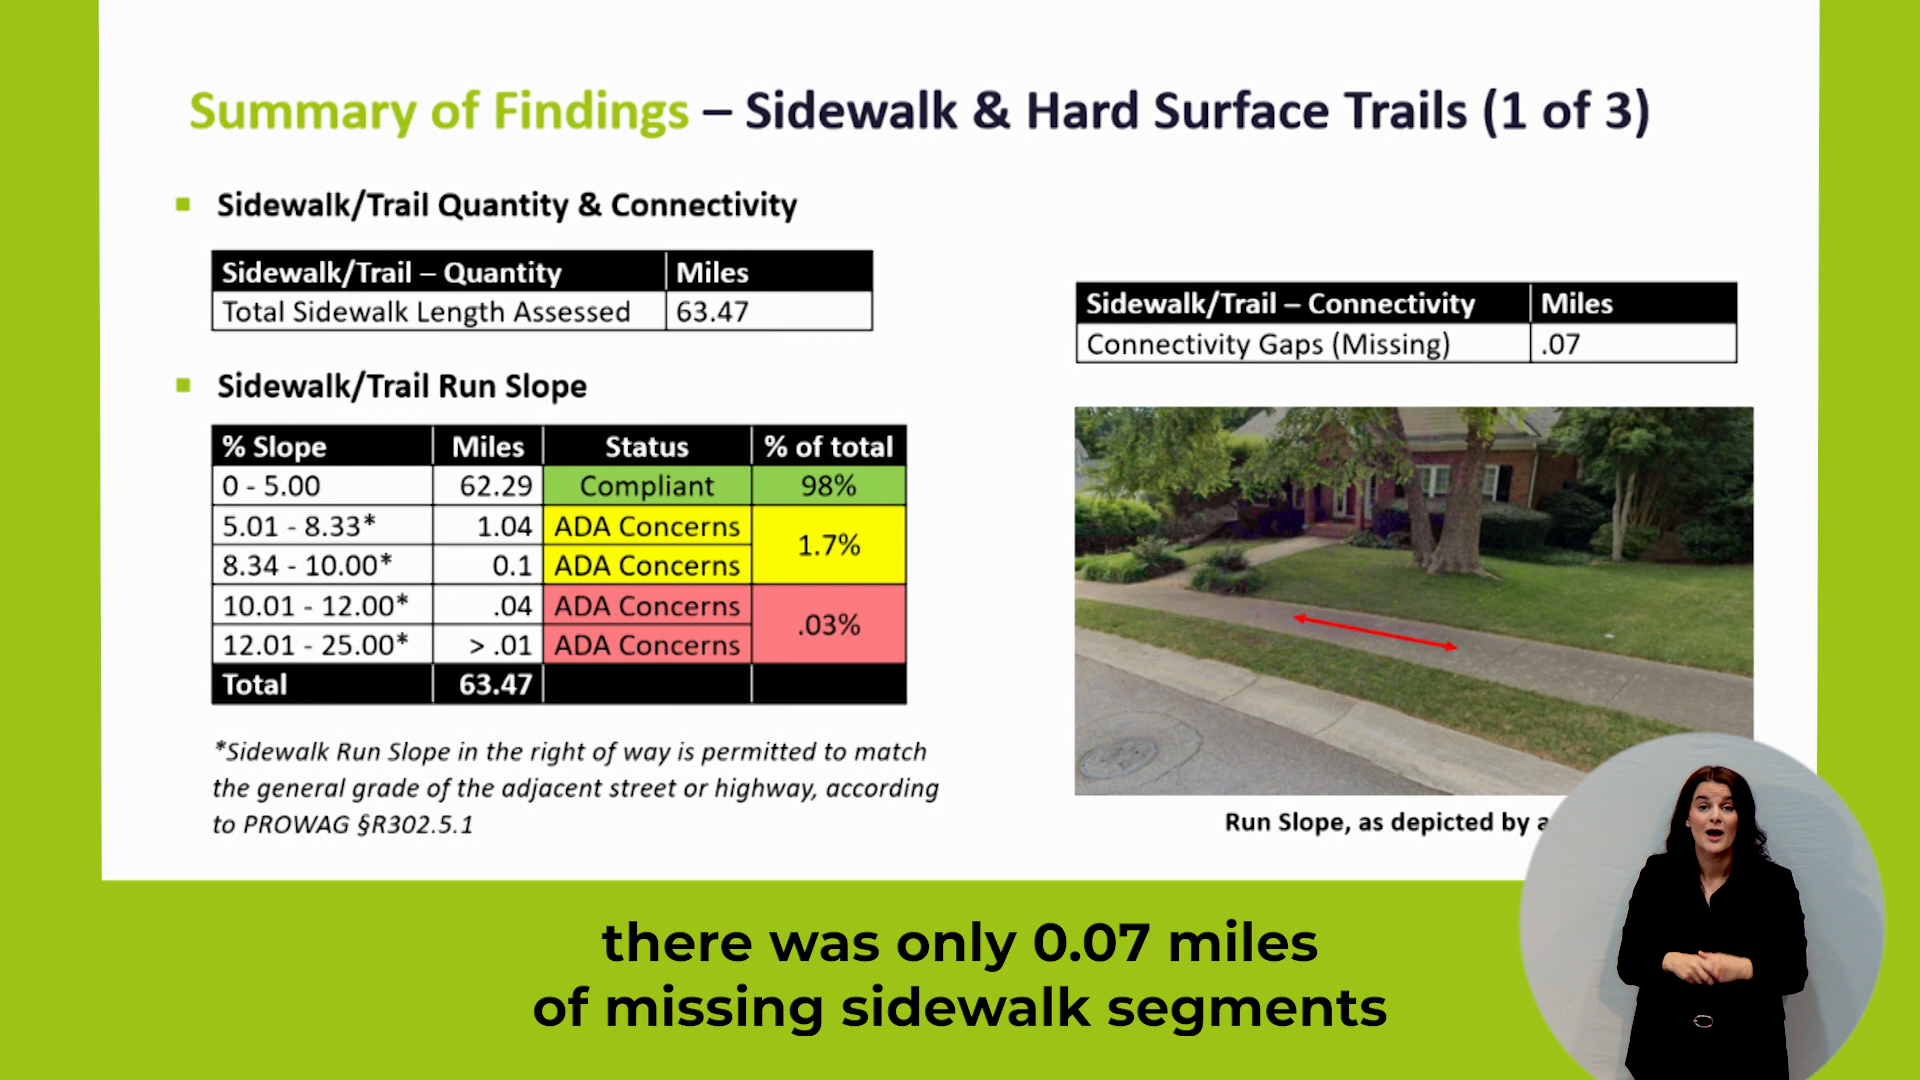 Summary of Findings – Sidewalk & Hard Surface Trails (1 of 3)
Sidewalk/Trail Quantity & Connectivity
Sidewalk/Trail – Quantity Miles
Total Sidewalk Length Assessed 63.47
Sidewalk/Trail – Connectivity Miles
Connectivity Gaps (Missing) .07
Sidewalk/Trail Run Slope
% Slope Miles Status % of total
0 - 5.00 62.29 Compliant 98%
5.01 - 8.33* 1.04 ADA Concerns
1.7%
8.34 - 10.00* 0.1 ADA Concerns
10.01 - 12.00* .04 ADA Concerns
.03%
12.01 - 25.00* > .01 ADA Concerns
Total 63.47
*Sidewalk Run Slope in the right of way is permitted to match
the general grade of the adjacent street or highway, according
to PROWAG §R302.5.1
Run Slope, as depicted by a
there was only 0.07 miles
of missing sidewalk segments